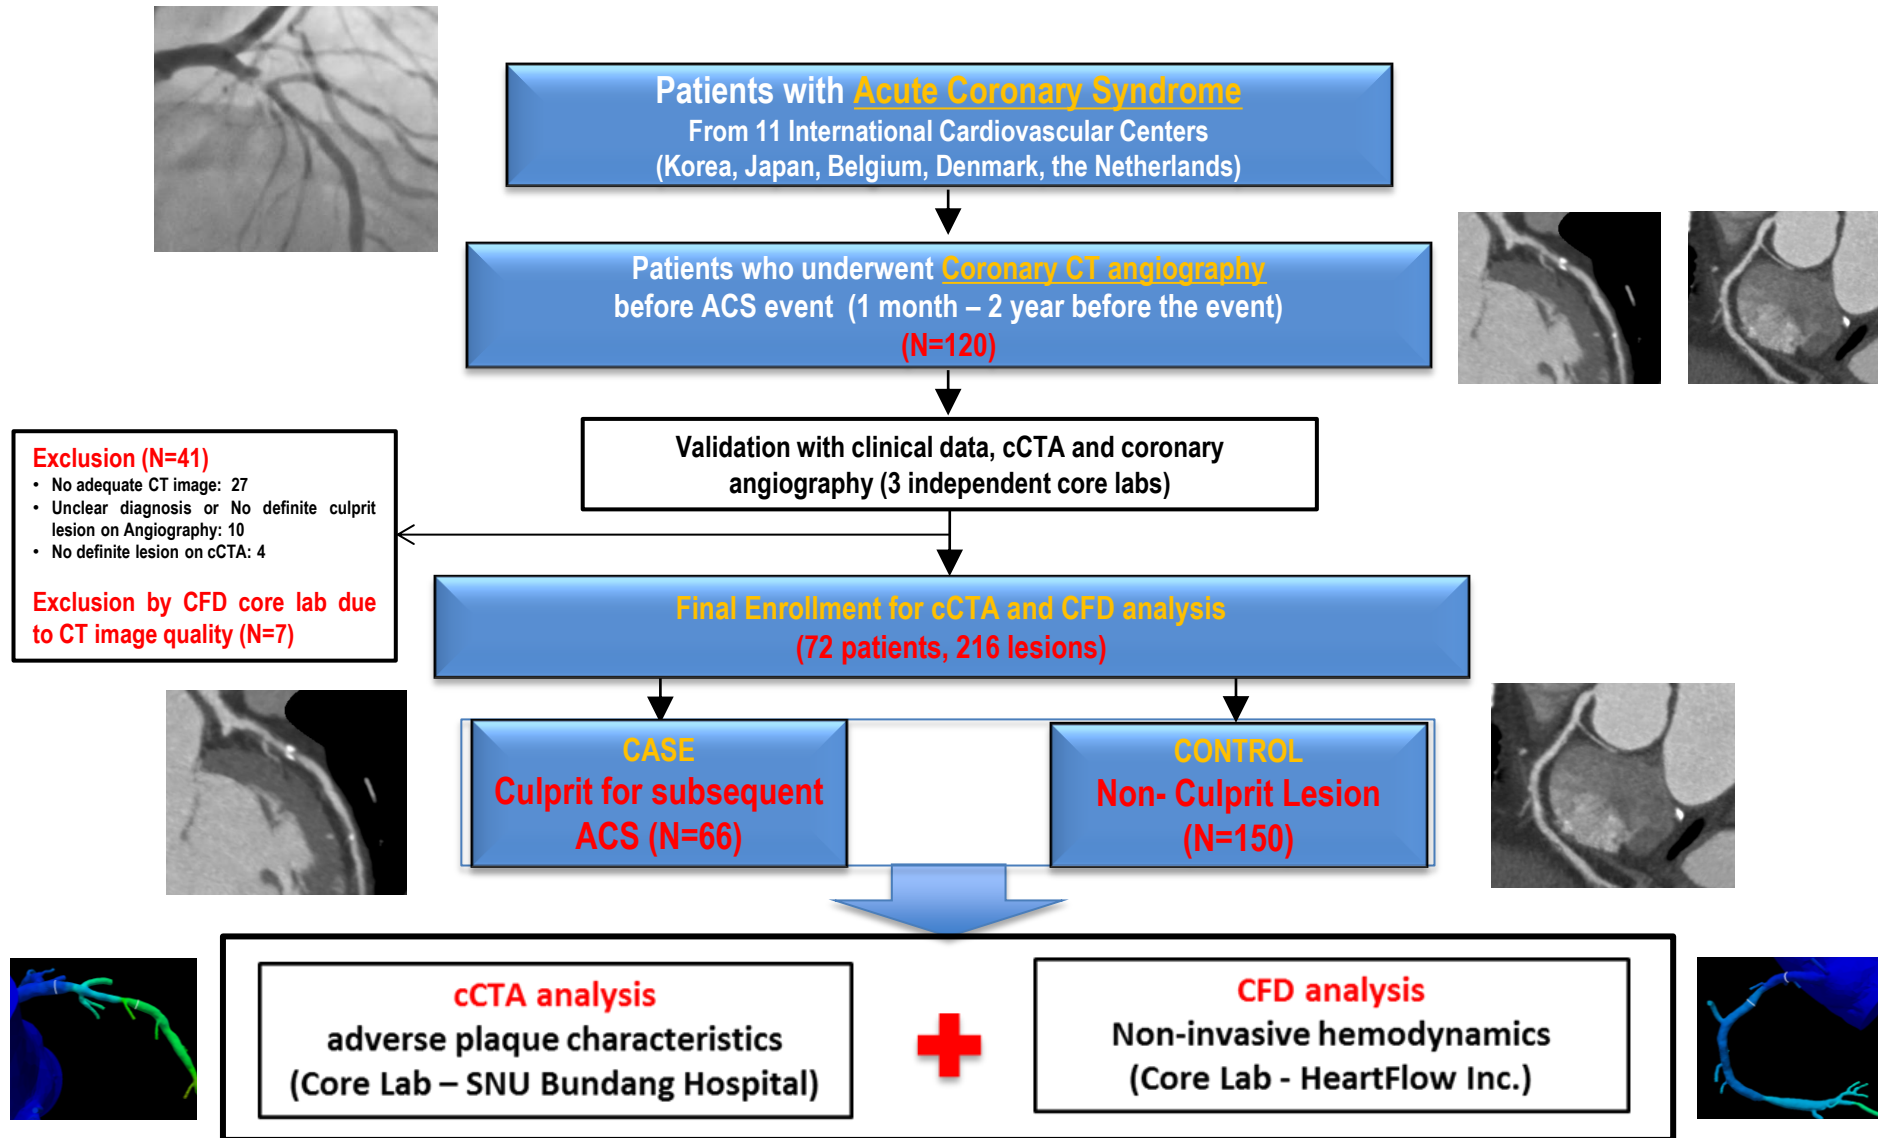 Patients with Acute Coronary Syndrome
From 11 International Cardiovascular Centers
(Korea, Japan, Belgium, Denmark, the Netherlands)
Patients who underwent Coronary CT angiography
before ACS event (1 month – 2 year before the event)
(N=120)
Validation with clinical data, cCTA and coronary
angiography (3 independent core labs)
Exclusion (N=41)
• No adequate CT image: 27
• Unclear diagnosis or No definite culprit
lesion on Angiography: 10
• No definite lesion on cCTA: 4
Exclusion by CFD core lab due
to CT image quality (N=7)
Final Enrollment for cCTA and CFD analysis
(72 patients, 216 lesions)
CASE
Culprit for subsequent
ACS (N=66)
CONTROL
Non- Culprit Lesion
(N=150)
cCTA analysis
adverse plaque characteristics
(Core Lab – SNU Bundang Hospital)
CFD analysis
Non-invasive hemodynamics
(Core Lab - HeartFlow Inc.)